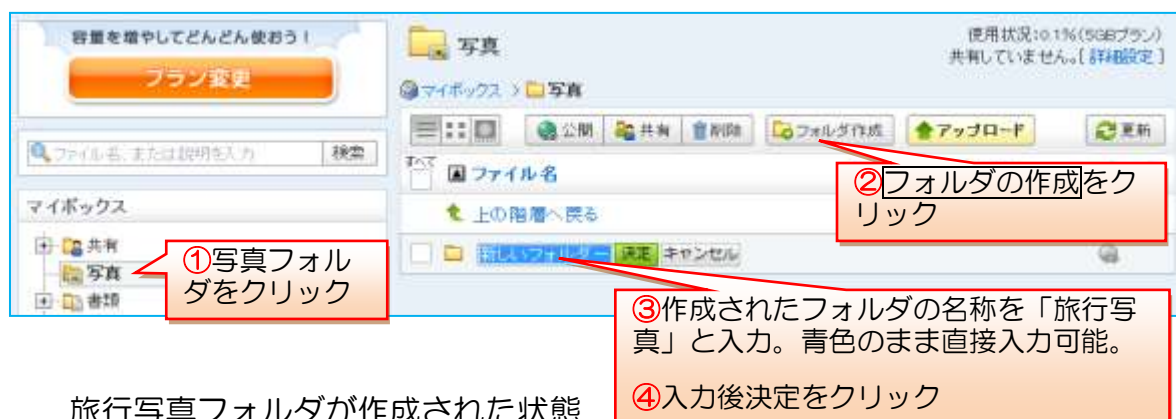 容量を増やしてどんどん使おう！
プラン変更
ファイル名、または説明を入力
検索
マイボックス
共有
写真
書類
①写真フォル
ダをクリック
写真
使用状況:0.1%(5GBプラン)
共有していません。[詳細設定]
マイボックス > 写真
公開 共有 削除 フォルダ作成 アップロード 更新
すべて
ファイル名
上の階層へ戻る
新しいフォルダー 決定 キャンセル
②フォルダの作成をク
リック
③作成されたフォルダの名称を「旅行写
真」と入力。青色のまま直接入力可能。
④入力後決定をクリック
旅行写真フォルダが作成された状態